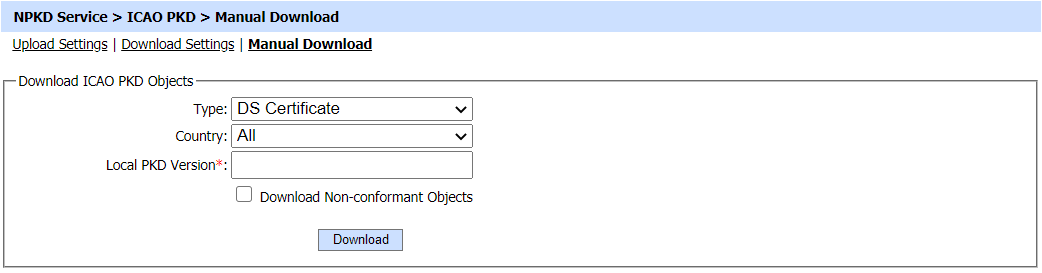 NPKD Service > ICAO PKD > Manual Download
Upload Settings | Download Settings | Manual Download
Download ICAO PKD Objects
Type: DS Certificate
Country: All
Local PKD Version*:
Download Non-conformant Objects
Download